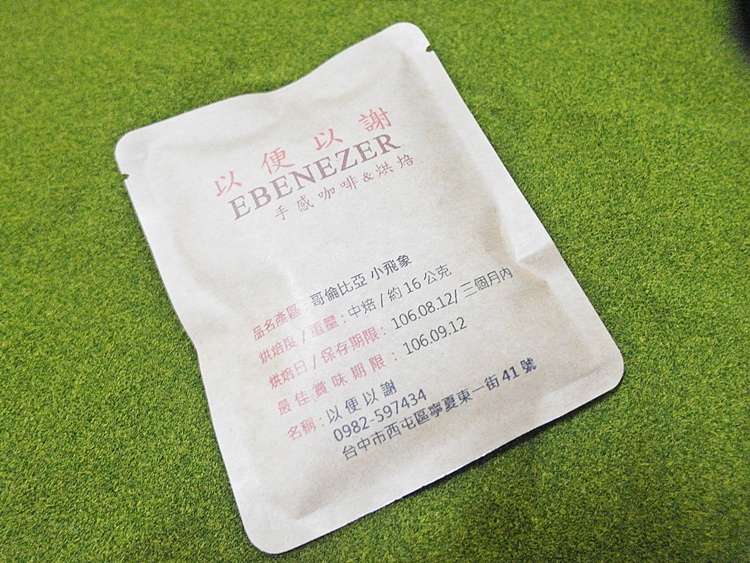 以便以謝
EBENEZER
手感咖啡&烘焙
品名產區: 哥倫比亞 小飛象
烘焙度/重量: 中焙/約16公克
烘焙日/保存期限: 106.08.12/三個月內
最佳賞味期限: 106.09.12
名稱: 以便以謝
0982-597434
台中市西屯區寧夏東一街41號